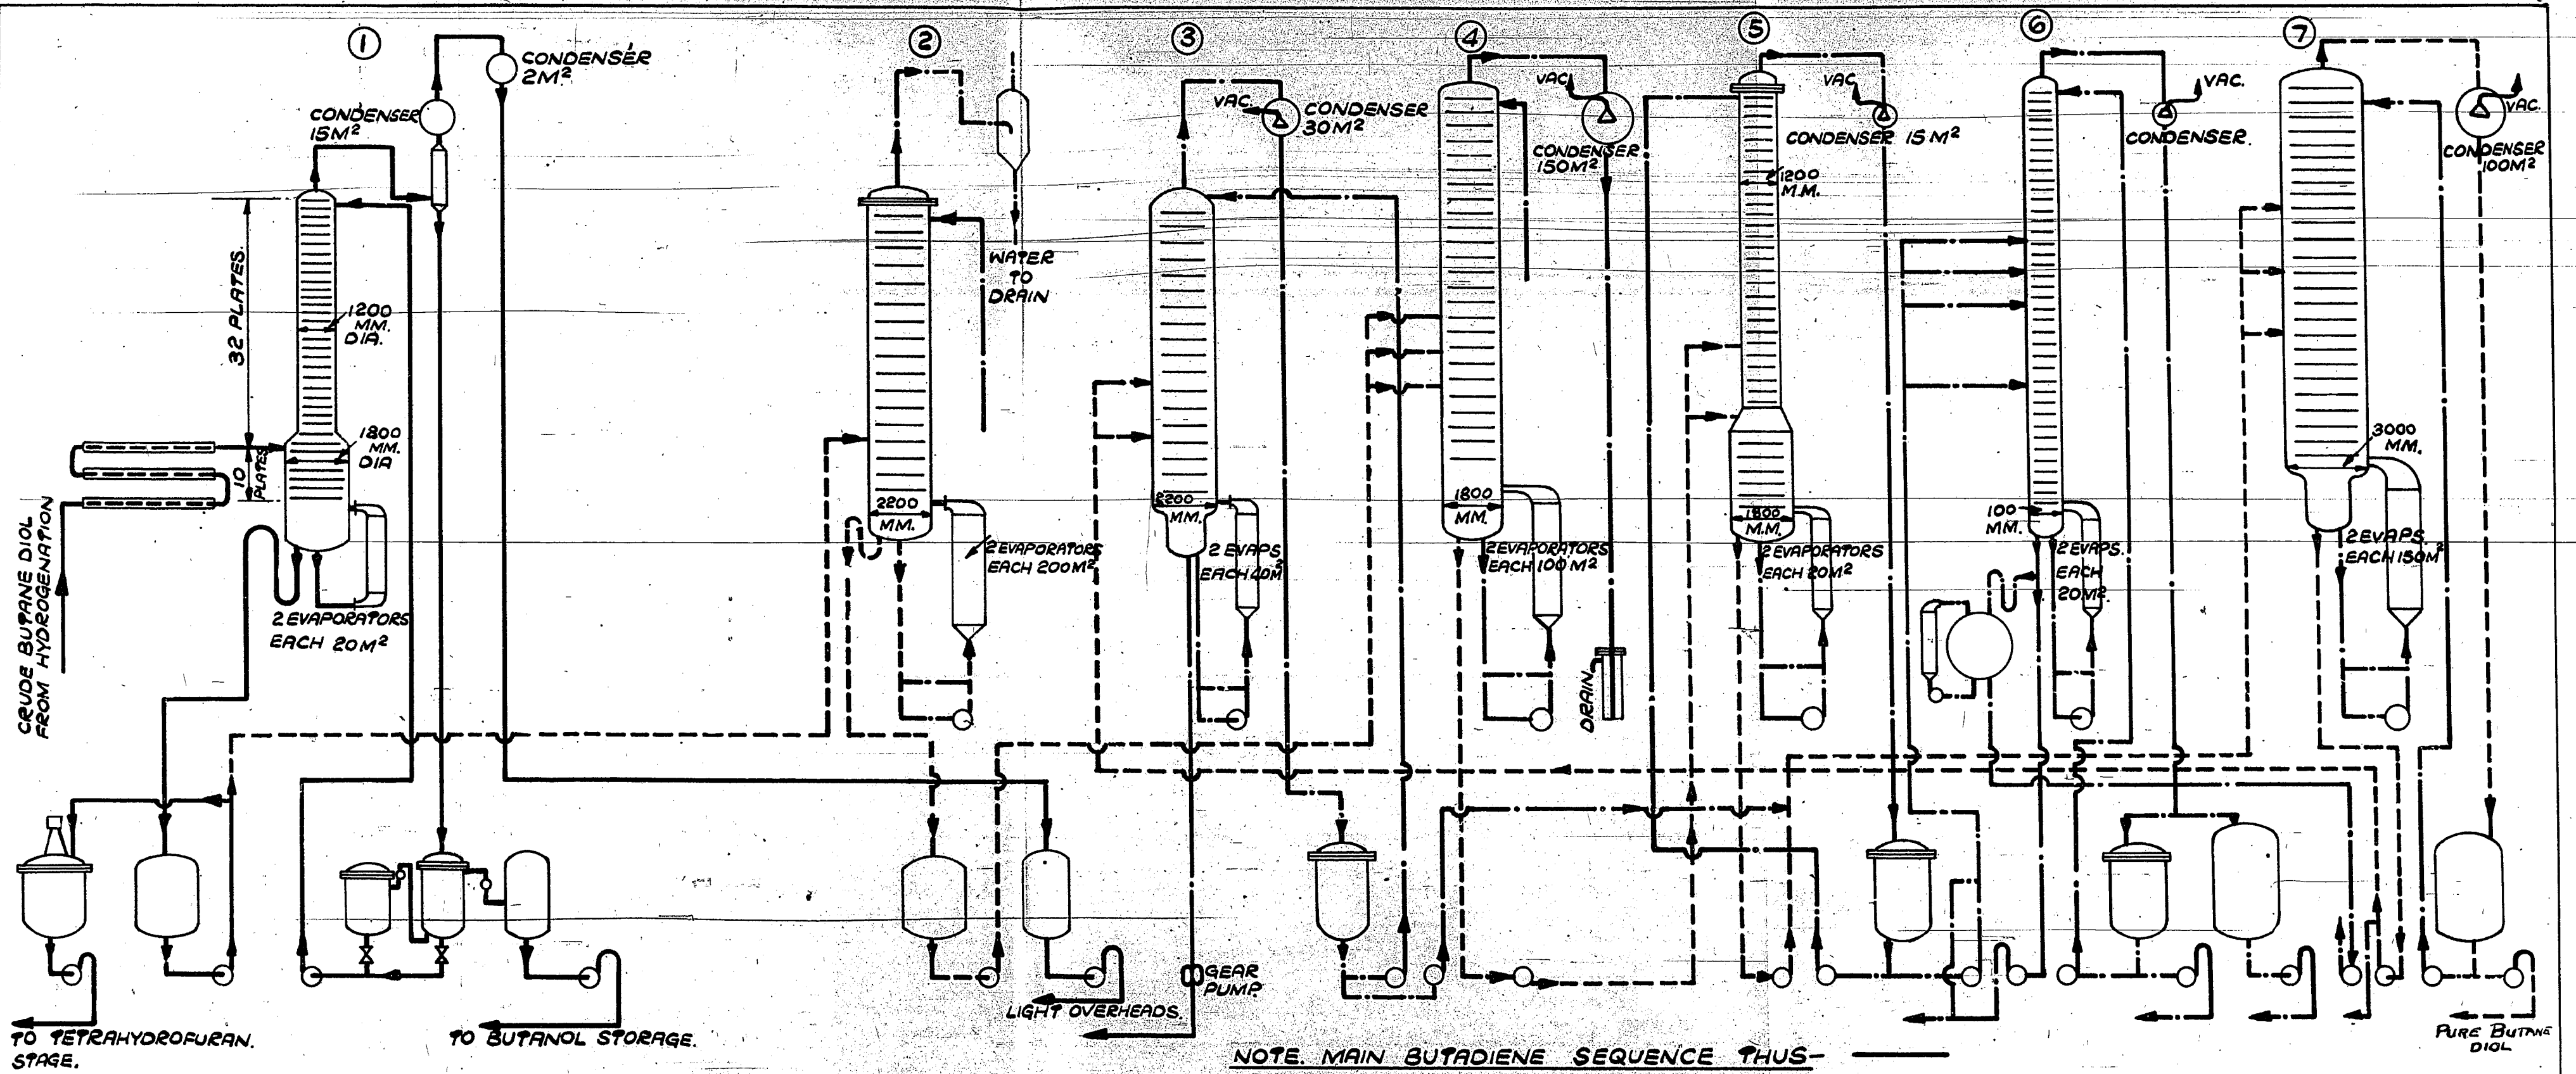 1
CONDENSER
2M²
CONDENSER
15M²
32 PLATES.
1200
MM.
DIA.
1800
MM.
DIA
10
PLATES
CRUDE BUTANE DIOL
FROM HYDROGENATION
2 EVAPORATORS
EACH 20M²
TO TETRAHYDROFURAN.
STAGE.
TO BUTANOL STORAGE.
2
WATER
TO
DRAIN
2200
MM.
2 EVAPORATORS
EACH 200M²
LIGHT OVERHEADS.
3
VAC.
CONDENSER
30M²
2200
MM.
2 EVAPS
EACH 40M²
GEAR
PUMP.
4
VAC
CONDENSER
150M²
1800
MM.
2 EVAPORATORS
EACH 100M²
DRAIN
5
VAC
CONDENSER 15M²
1200
M.M.
1800
M.M.
2 EVAPORATORS
EACH 20M²
6
VAC.
CONDENSER.
100
MM.
2 EVAPS.
EACH
20M².
7
VAC.
CONDENSER
100M²
3000
MM.
2 EVAPS.
EACH 150M²
PURE BUTANE
DIOL
NOTE. MAIN BUTADIENE SEQUENCE THUS-